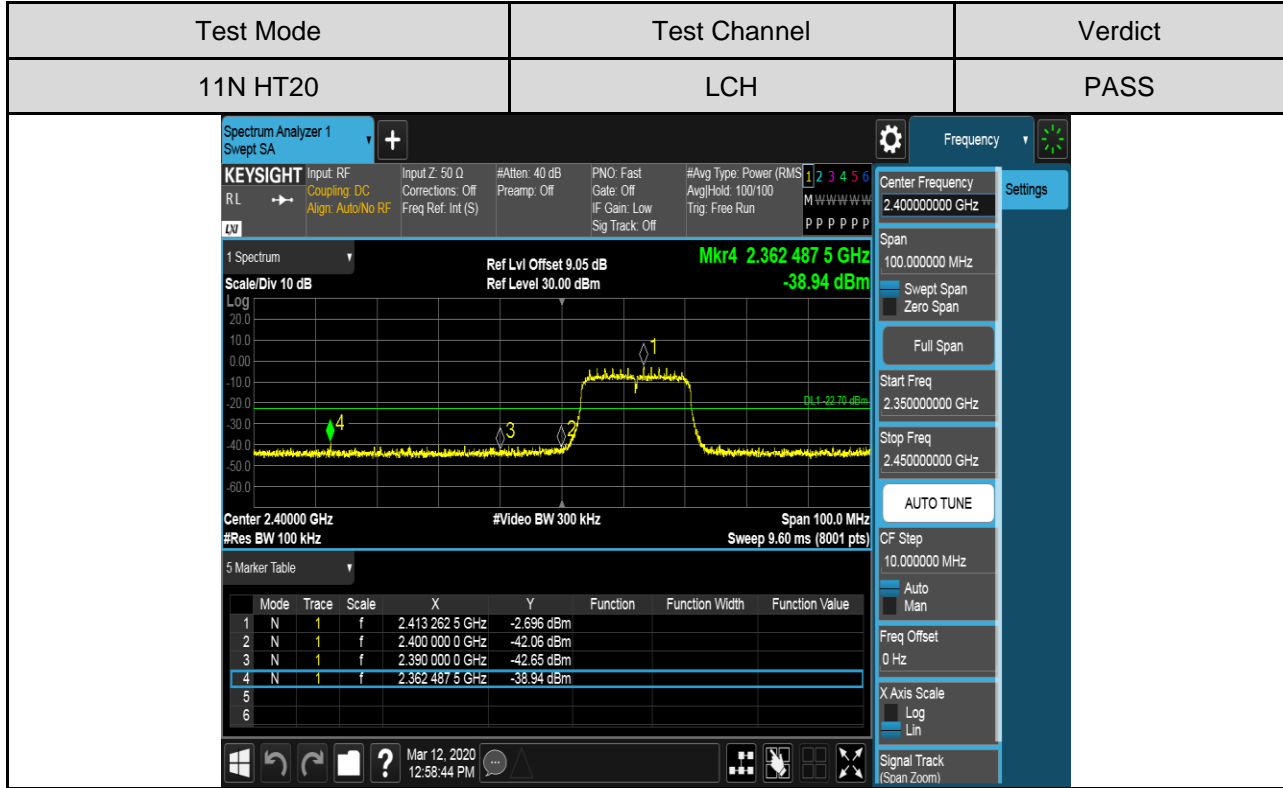 Test Mode Test Channel Verdict
11N HT20 LCH PASS
Spectrum Analyzer 1
Swept SA
Frequency
KEYSIGHT Input: RF Input Z: 50 Ω #Atten: 40 dB PNO: Fast #Avg Type: Power (RMS 1 2 3 4 5 6
RL Coupling: DC Corrections: Off Preamp: Off Gate: Off Avg|Hold: 100/100 M W W W W W
Align: Auto/No RF Freq Ref: Int (S) IF Gain: Low Trig: Free Run
LXI Sig Track: Off P P P P P P
1 Spectrum Ref Lvl Offset 9.05 dB Mkr4 2.362 487 5 GHz
Scale/Div 10 dB Ref Level 30.00 dBm -38.94 dBm
Log
20.0
10.0
0.00
-10.0
-20.0
-30.0
-40.0
-50.0
-60.0
1
DL1 -22.70 dBm
4 3 2
Center 2.40000 GHz #Video BW 300 kHz Span 100.0 MHz
#Res BW 100 kHz Sweep 9.60 ms (8001 pts)
5 Marker Table
Mode Trace Scale X Y Function Function Width Function Value
1 N 1 f 2.413 262 5 GHz -2.696 dBm
2 N 1 f 2.400 000 0 GHz -42.06 dBm
3 N 1 f 2.390 000 0 GHz -42.65 dBm
4 N 1 f 2.362 487 5 GHz -38.94 dBm
5
6
? Mar 12, 2020
12:58:44 PM
Center Frequency
2.400000000 GHz
Settings
Span
100.000000 MHz
Swept Span
Zero Span
Full Span
Start Freq
2.350000000 GHz
Stop Freq
2.450000000 GHz
AUTO TUNE
CF Step
10.000000 MHz
Auto
Man
Freq Offset
0 Hz
X Axis Scale
Log
Lin
Signal Track
(Span Zoom)